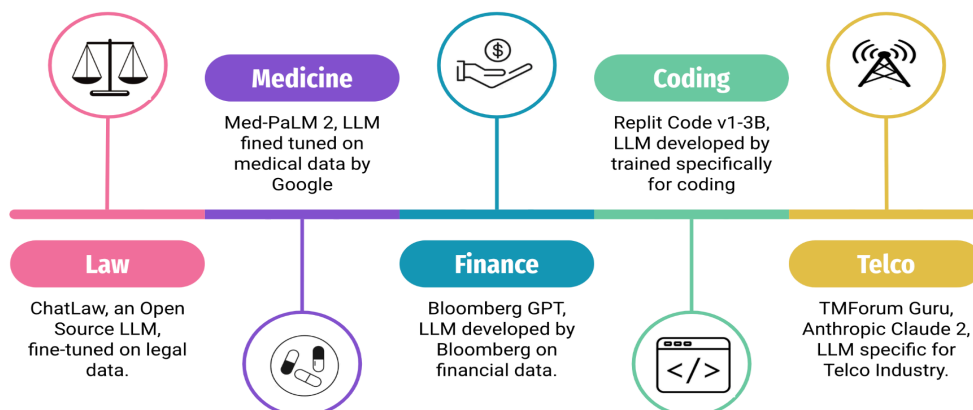 Law
ChatLaw, an Open
Source LLM,
fine-tuned on legal
data.
Medicine
Med-PaLM 2, LLM
fined tuned on
medical data by
Google
$
Finance
Bloomberg GPT,
LLM developed by
Bloomberg on
financial data.
Coding
Replit Code v1-3B,
LLM developed by
trained specifically
for coding
</>
Telco
TMForum Guru,
Anthropic Claude 2,
LLM specific for
Telco Industry.